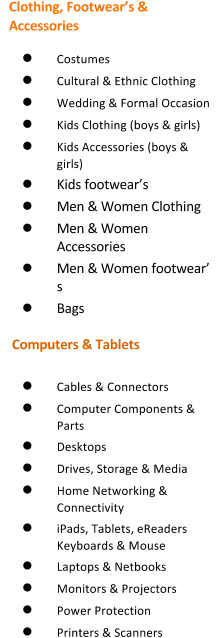 Clothing, Footwear’s &
Accessories
● Costumes
● Cultural & Ethnic Clothing
● Wedding & Formal Occasion
● Kids Clothing (boys & girls)
● Kids Accessories (boys &
girls)
● Kids footwear’s
● Men & Women Clothing
● Men & Women
Accessories
● Men & Women footwear’
s
● Bags
Computers & Tablets
● Cables & Connectors
● Computer Components &
Parts
● Desktops
● Drives, Storage & Media
● Home Networking &
Connectivity
● iPads, Tablets, eReaders
Keyboards & Mouse
● Laptops & Netbooks
● Monitors & Projectors
● Power Protection
● Printers & Scanners